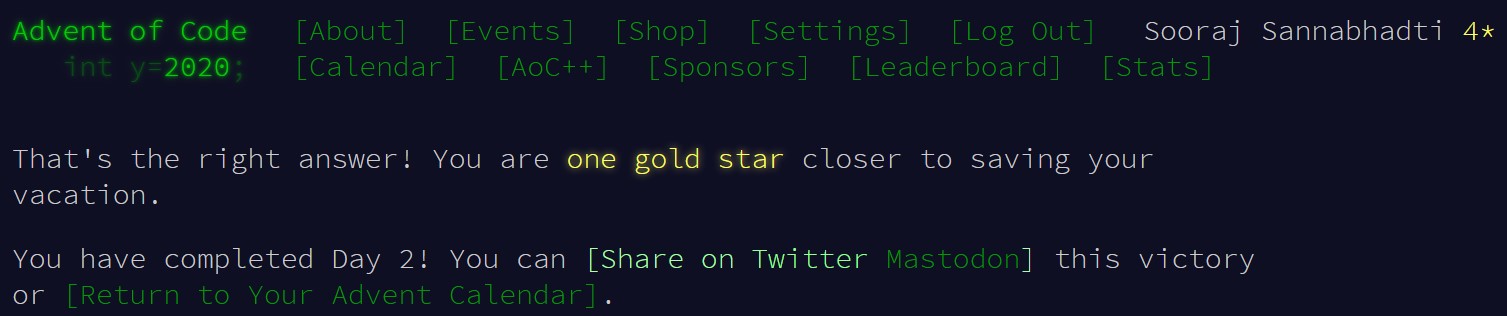 Advent of Code [About] [Events] [Shop] [Settings] [Log Out] Sooraj Sannabhadti 4*
int y=2020; [Calendar] [AoC++] [Sponsors] [Leaderboard] [Stats]
That's the right answer! You are one gold star closer to saving your
vacation.
You have completed Day 2! You can [Share on Twitter Mastodon] this victory
or [Return to Your Advent Calendar].